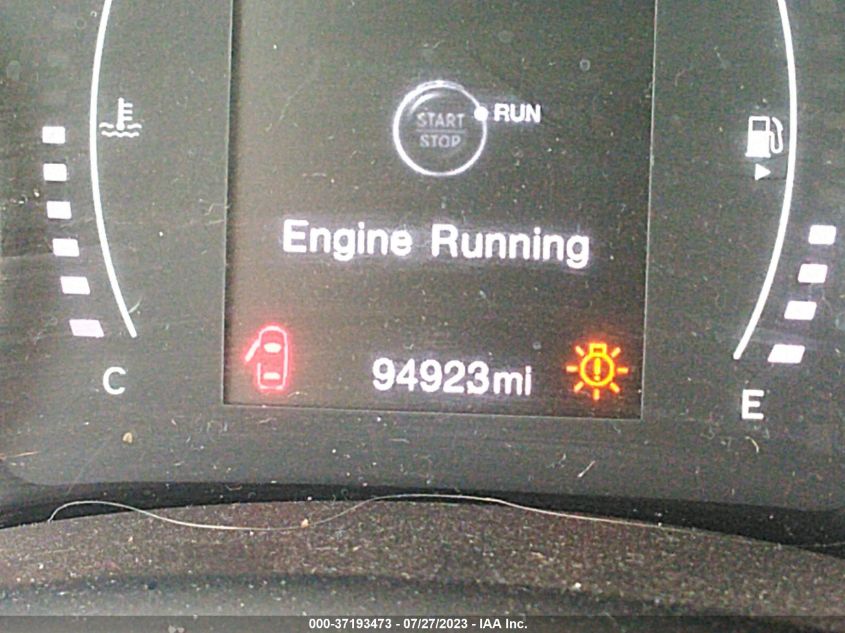 START
STOP
RUN
Engine Running
94923mi
C
E
000-37193473 - 07/27/2023 - IAA Inc.